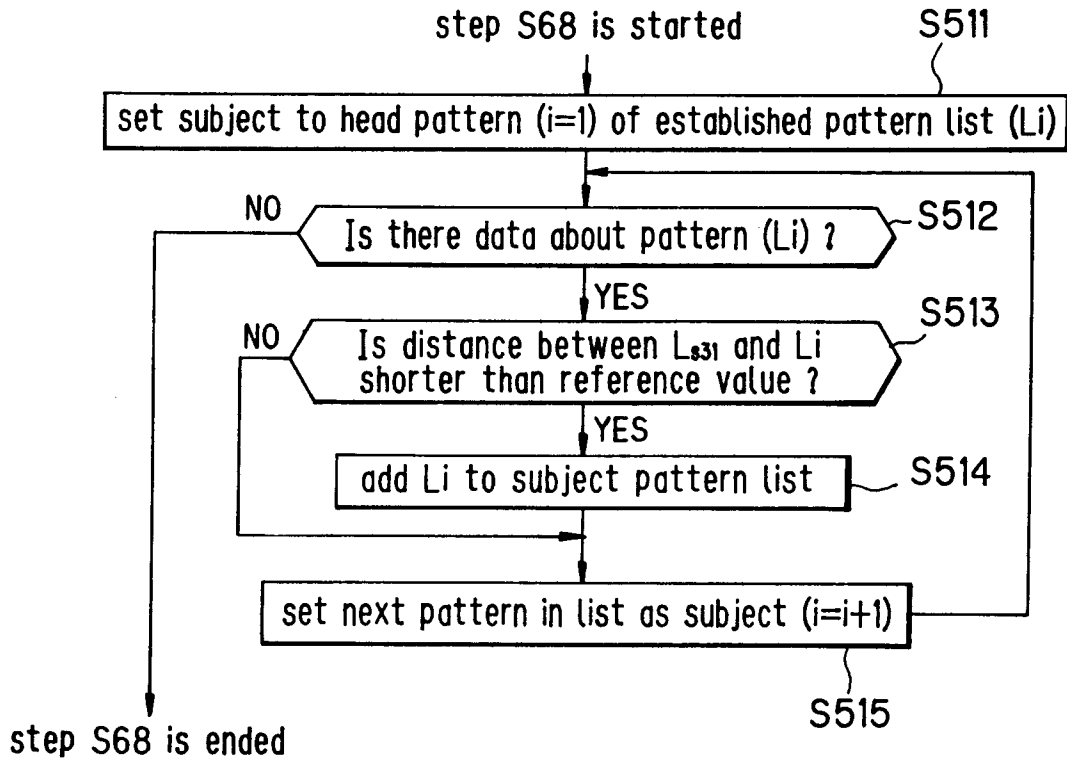 step S68 is started
S511
set subject to head pattern (i=1) of established pattern list (Li)
NO
Is there data about pattern (Li) ?
S512
YES
NO
Is distance between Ls31 and Li
shorter than reference value ?
S513
YES
add Li to subject pattern list
S514
set next pattern in list as subject (i=i+1)
S515
step S68 is ended